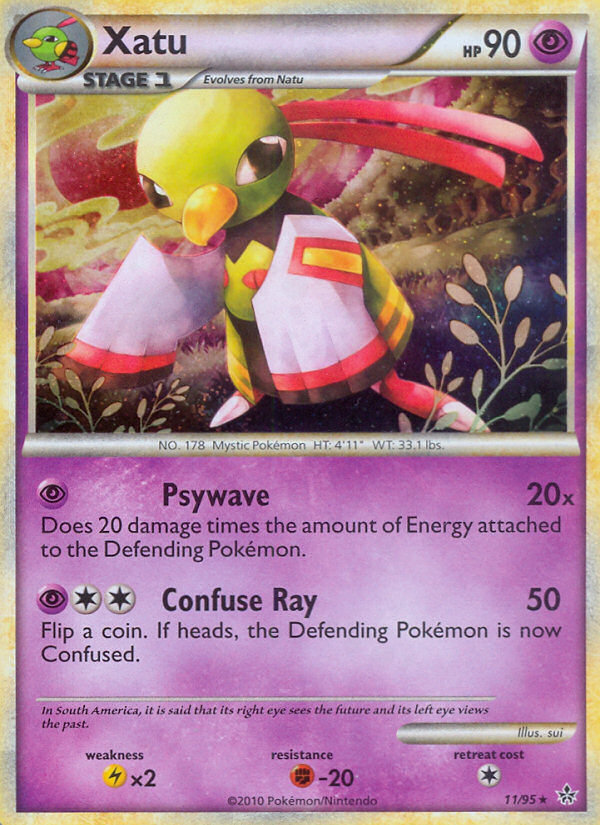 Xatu
HP 90
STAGE 1
Evolves from Natu
NO. 178 Mystic Pokémon HT: 4'11" WT: 33.1 lbs.
Psywave 20x
Does 20 damage times the amount of Energy attached
to the Defending Pokémon.
Confuse Ray 50
Flip a coin. If heads, the Defending Pokémon is now
Confused.
In South America, it is said that its right eye sees the future and its left eye views
the past.
Illus. sui
weakness resistance retreat cost
×2 -20
©2010 Pokémon/Nintendo 11/95 ★